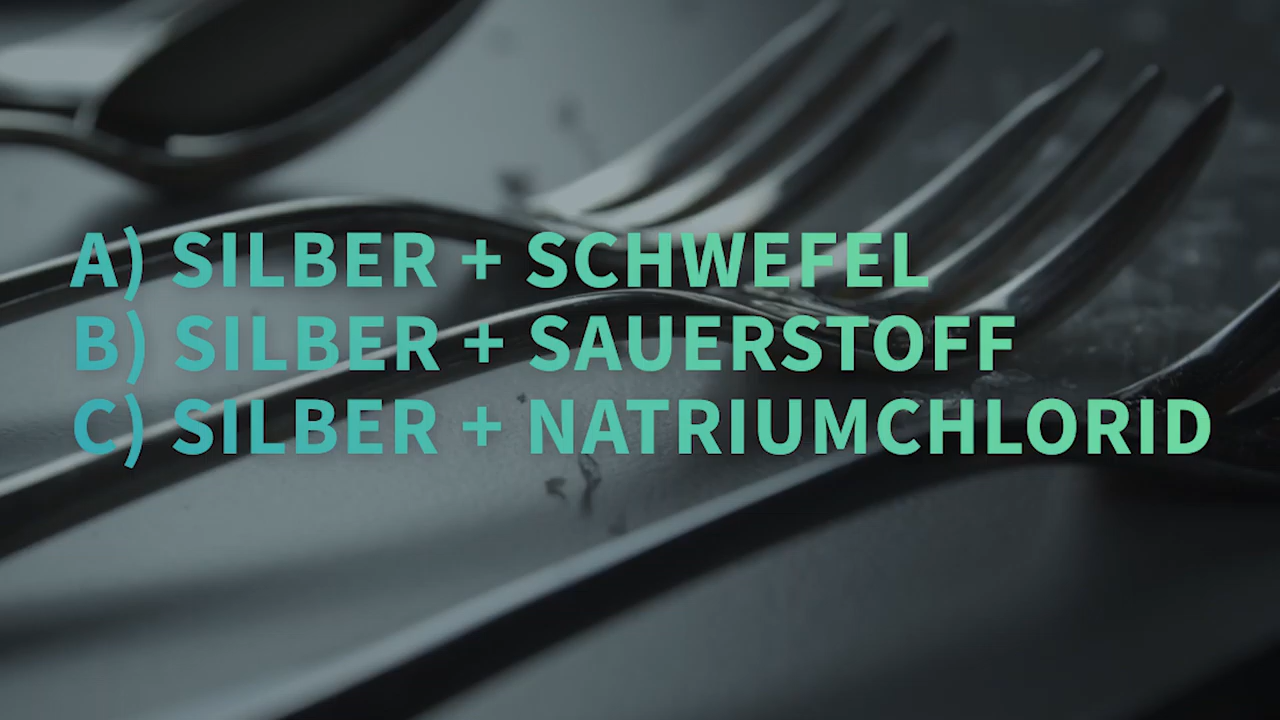 A) SILBER + SCHWEFEL
B) SILBER + SAUERSTOFF
C) SILBER + NATRIUMCHLORID